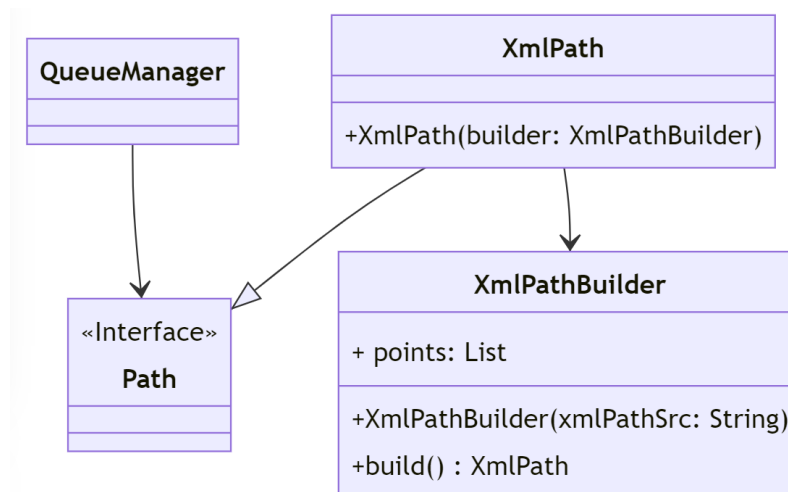 QueueManager
XmlPath
+XmlPath(builder: XmlPathBuilder)
«Interface»
Path
XmlPathBuilder
+ points: List
+XmlPathBuilder(xmlPathSrc: String)
+build() : XmlPath